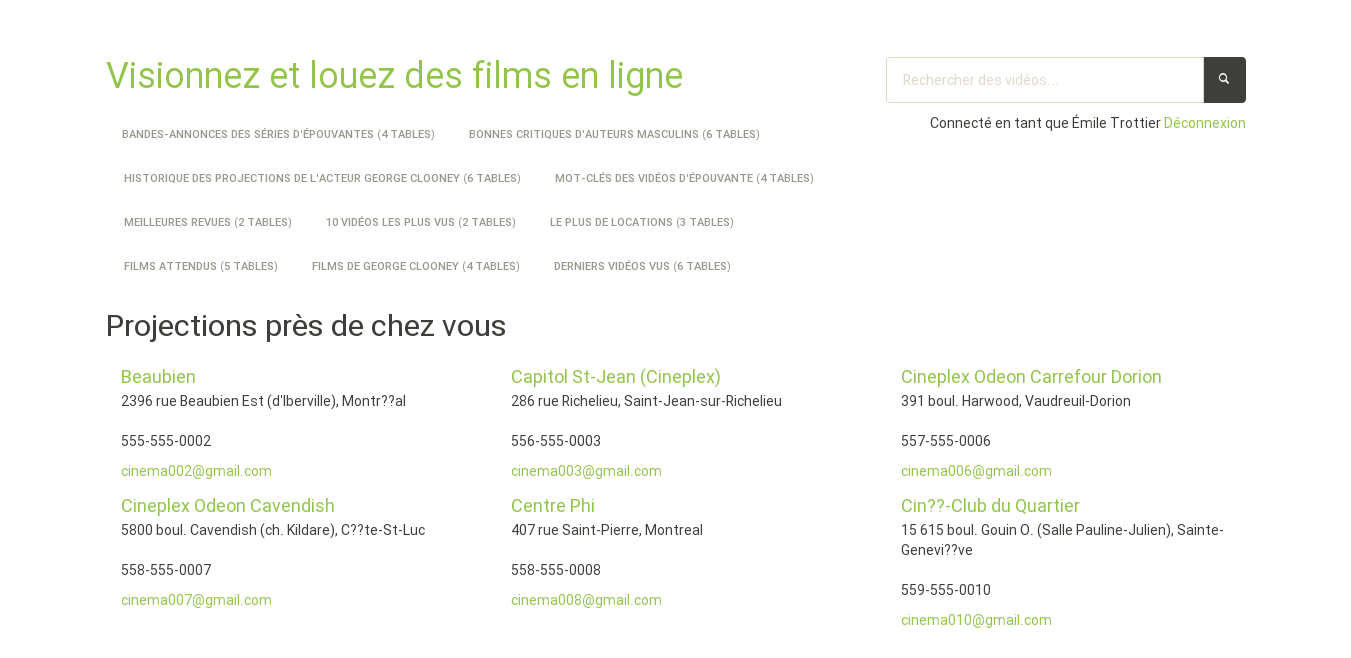 Visionnez et louez des films en ligne
Rechercher des vidéos...
Connecté en tant que Émile Trottier Déconnexion
BANDES-ANNONCES DES SÉRIES D'ÉPOUVANTES (4 TABLES) BONNES CRITIQUES D'AUTEURS MASCULINS (6 TABLES)
HISTORIQUE DES PROJECTIONS DE L'ACTEUR GEORGE CLOONEY (6 TABLES) MOT-CLÉS DES VIDÉOS D'ÉPOUVANTE (4 TABLES)
MEILLEURES REVUES (2 TABLES) 10 VIDÉOS LES PLUS VUS (2 TABLES) LE PLUS DE LOCATIONS (3 TABLES)
FILMS ATTENDUS (5 TABLES) FILMS DE GEORGE CLOONEY (4 TABLES) DERNIERS VIDÉOS VUS (6 TABLES)
Projections près de chez vous
Beaubien
2396 rue Beaubien Est (d'Iberville), Montr??al
555-555-0002
cinema002@gmail.com
Capitol St-Jean (Cineplex)
286 rue Richelieu, Saint-Jean-sur-Richelieu
556-555-0003
cinema003@gmail.com
Cineplex Odeon Carrefour Dorion
391 boul. Harwood, Vaudreuil-Dorion
557-555-0006
cinema006@gmail.com
Cineplex Odeon Cavendish
5800 boul. Cavendish (ch. Kildare), C??te-St-Luc
558-555-0007
cinema007@gmail.com
Centre Phi
407 rue Saint-Pierre, Montreal
558-555-0008
cinema008@gmail.com
Cin??-Club du Quartier
15 615 boul. Gouin O. (Salle Pauline-Julien), Sainte-
Genevi??ve
559-555-0010
cinema010@gmail.com